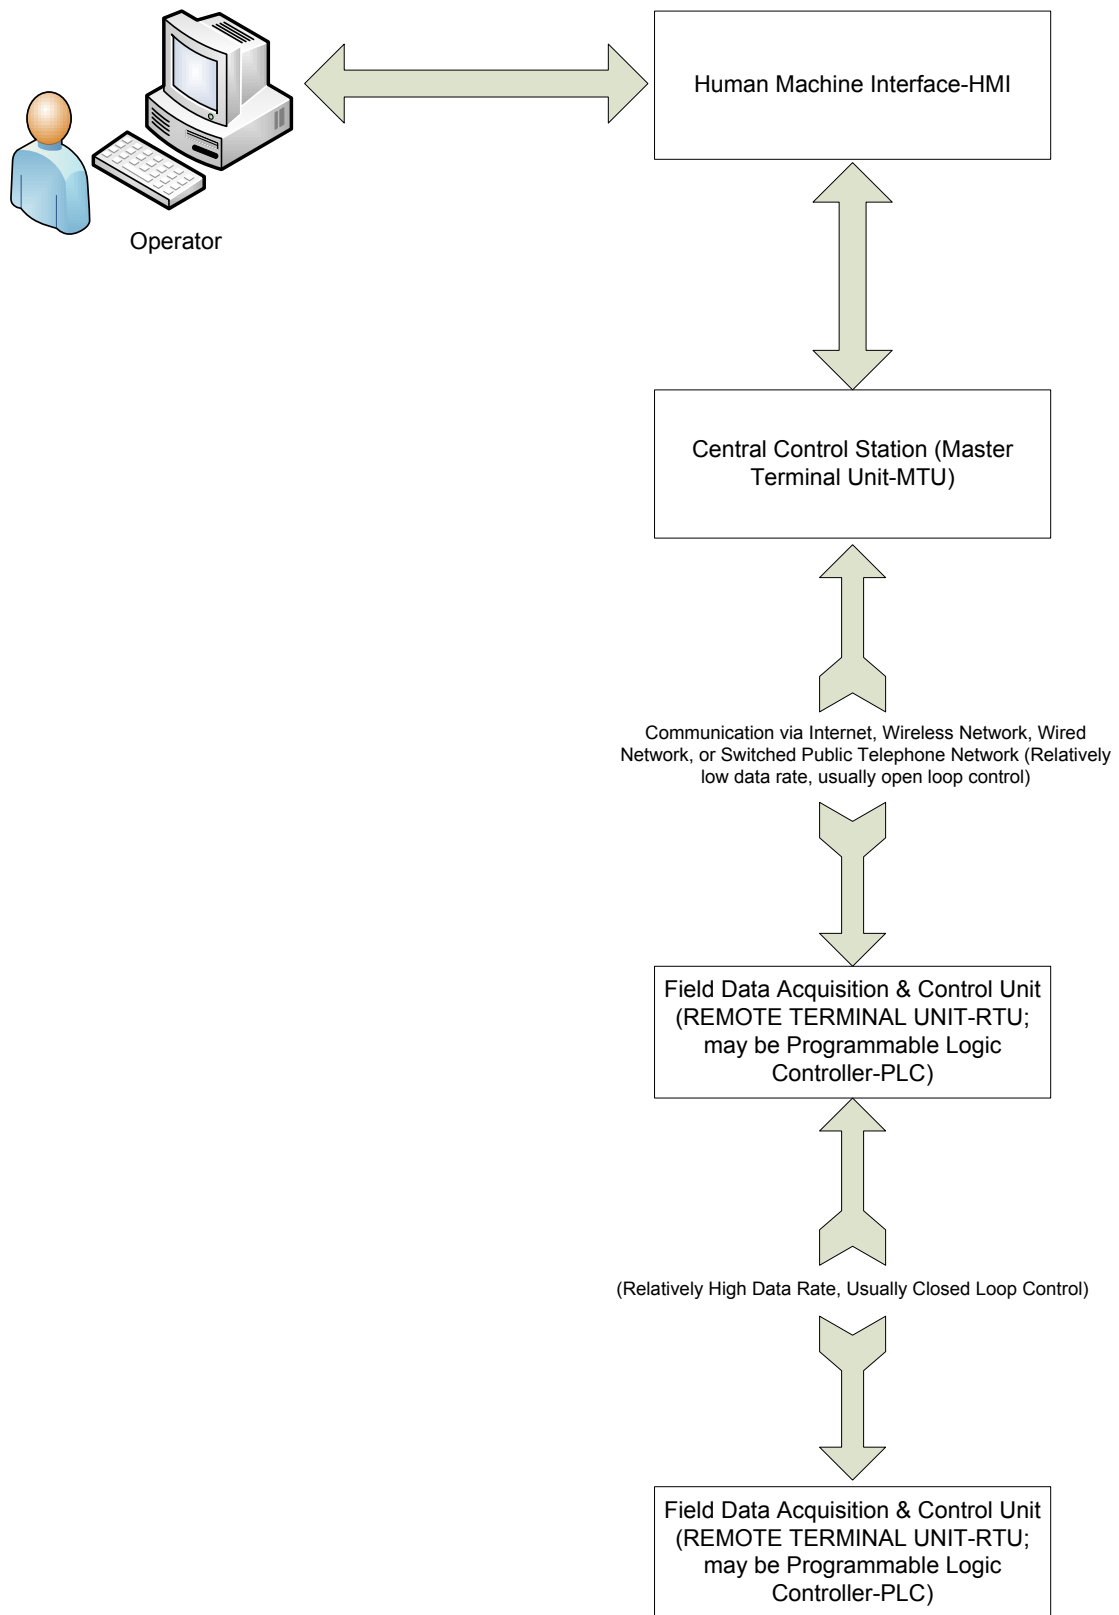 Human Machine Interface-HMI
Operator
Central Control Station (Master
Terminal Unit-MTU)
Communication via Internet, Wireless Network, Wired
Network, or Switched Public Telephone Network (Relatively
low data rate, usually open loop control)
Field Data Acquisition & Control Unit
(REMOTE TERMINAL UNIT-RTU;
may be Programmable Logic
Controller-PLC)
(Relatively High Data Rate, Usually Closed Loop Control)
Field Data Acquisition & Control Unit
(REMOTE TERMINAL UNIT-RTU;
may be Programmable Logic
Controller-PLC)